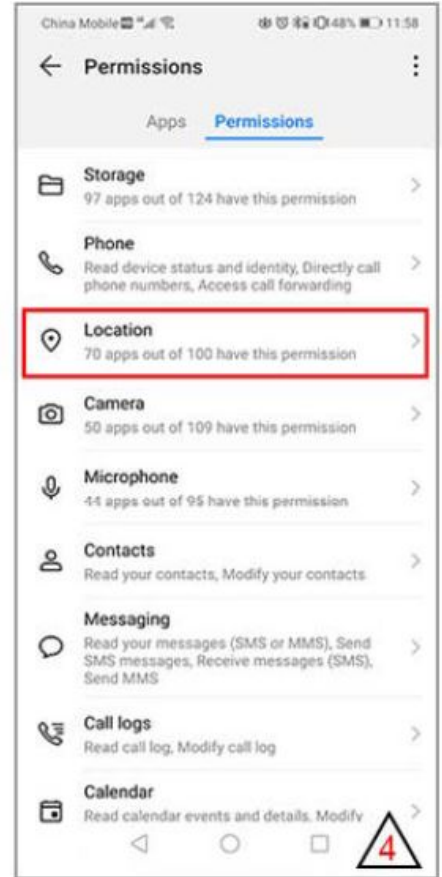 China Mobile 48% 11:58
Permissions
Apps Permissions
Storage
97 apps out of 124 have this permission
Phone
Read device status and identity, Directly call
phone numbers, Access call forwarding
Location
70 apps out of 100 have this permission
Camera
50 apps out of 109 have this permission
Microphone
44 apps out of 95 have this permission
Contacts
Read your contacts, Modify your contacts
Messaging
Read your messages (SMS or MMS), Send
SMS messages, Receive messages (SMS),
Send MMS
Call logs
Read call log, Modify call log
Calendar
Read calendar events and details, Modify
4